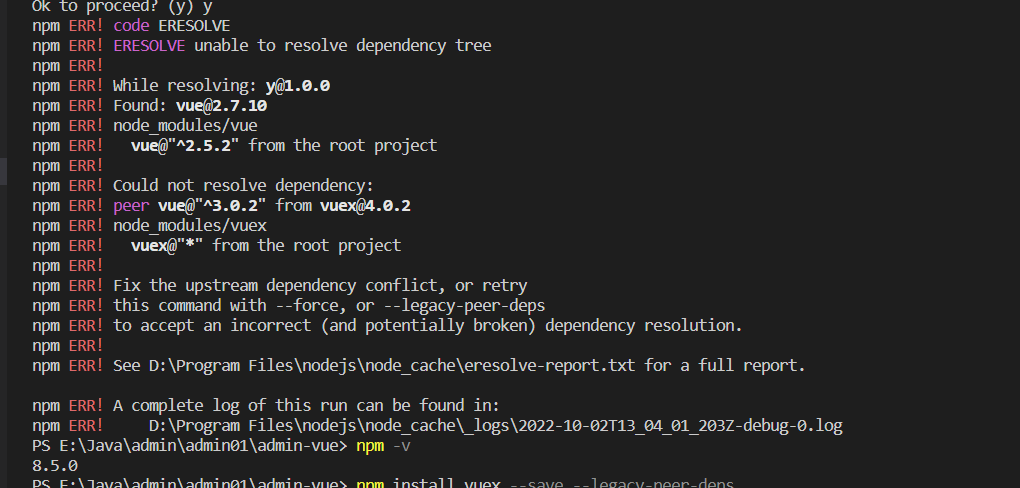 Ok to proceed? (y) y
npm ERR! code ERESOLVE
npm ERR! ERESOLVE unable to resolve dependency tree
npm ERR!
npm ERR! While resolving: y@1.0.0
npm ERR! Found: vue@2.7.10
npm ERR! node_modules/vue
npm ERR!   vue@"^2.5.2" from the root project
npm ERR!
npm ERR! Could not resolve dependency:
npm ERR! peer vue@"^3.0.2" from vuex@4.0.2
npm ERR! node_modules/vuex
npm ERR!   vuex@"*" from the root project
npm ERR!
npm ERR! Fix the upstream dependency conflict, or retry
npm ERR! this command with --force, or --legacy-peer-deps
npm ERR! to accept an incorrect (and potentially broken) dependency resolution.
npm ERR!
npm ERR! See D:\Program Files\nodejs\node_cache\eresolve-report.txt for a full report.
npm ERR! A complete log of this run can be found in:
npm ERR!     D:\Program Files\nodejs\node_cache\_logs\2022-10-02T13_04_01_203Z-debug-0.log
PS E:\Java\admin\admin01\admin-vue> npm -v
8.5.0
PS E:\Java\admin\admin01\admin-vue> npm install vuex --save --legacy-peer-deps